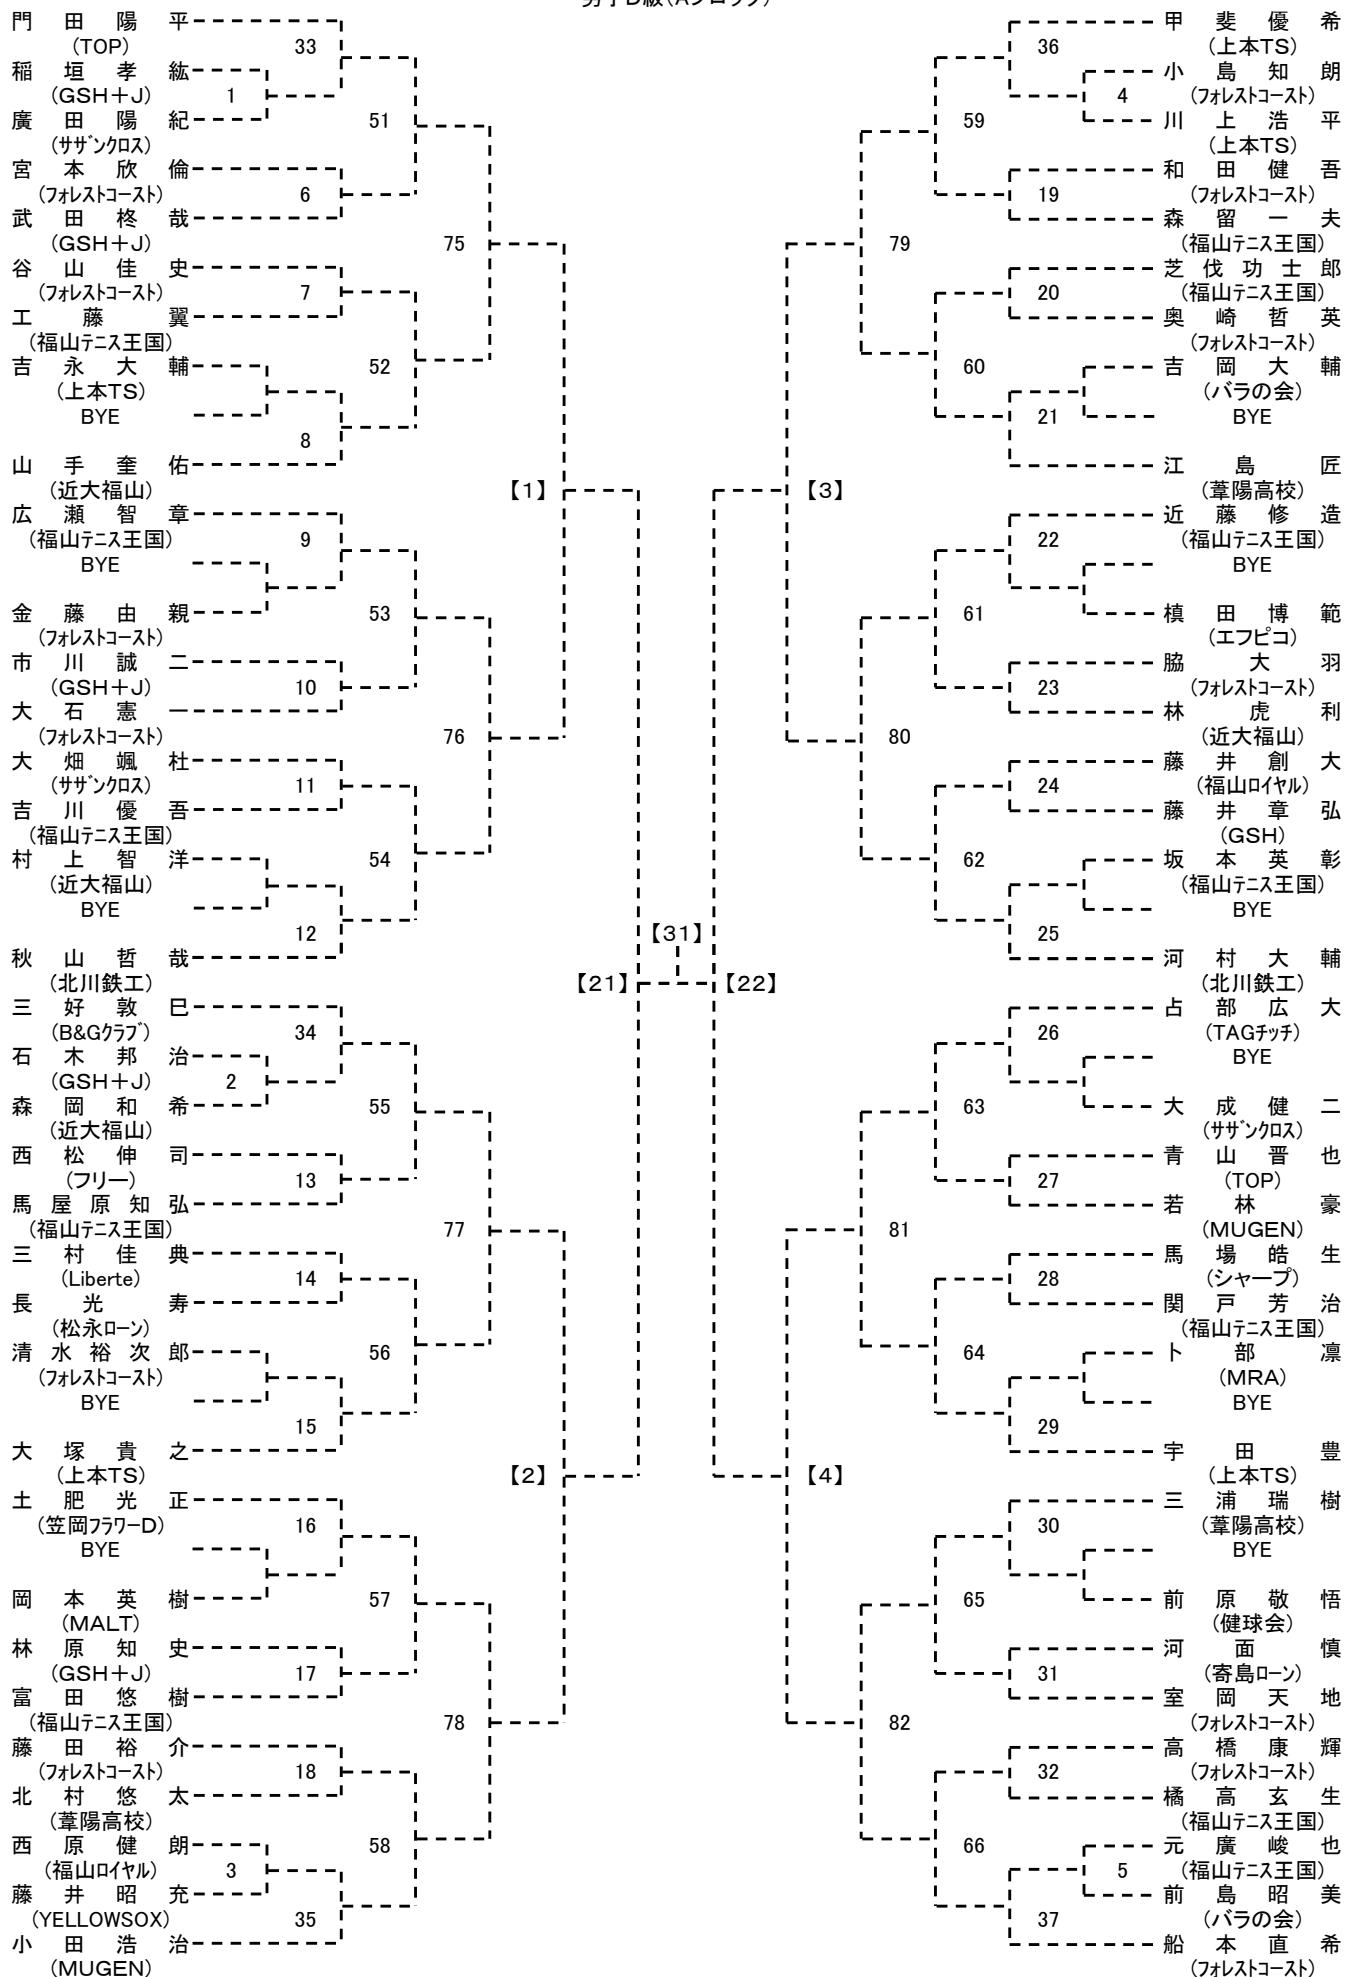 男子D級(Aブロック)
門田陽平
(TOP)
33
稲垣孝紘
(GSH+J)
1
廣田陽紀
(サザンクロス)
51
宮本欣倫
(フォレストコースト)
6
武田柊哉
(GSH+J)
75
谷山佳史
(フォレストコースト)
7
工藤翼
(福山テニス王国)
52
吉永大輔
(上本TS)
BYE
8
山手奎佑
(近大福山)
【1】
広瀬智章
(福山テニス王国)
9
BYE
金藤由親
(フォレストコースト)
53
市川誠二
(GSH+J)
10
大石憲一
(フォレストコースト)
76
大畑颯杜
(サザンクロス)
11
吉川優吾
(福山テニス王国)
54
村上智洋
(近大福山)
BYE
12
秋山哲哉
(北川鉄工)
【21】
三好敦巳
(B&Gクラブ)
34
石木邦治
(GSH+J)
2
森岡和希
(近大福山)
55
西松伸司
(フリー)
13
馬屋原知弘
(福山テニス王国)
77
三村佳典
(Liberte)
14
長光寿
(松永ローン)
56
清水裕次郎
(フォレストコースト)
BYE
15
大塚貴之
(上本TS)
【2】
土肥光正
(笠岡フラワーD)
16
BYE
岡本英樹
(MALT)
57
林原知史
(GSH+J)
17
富田悠樹
(福山テニス王国)
78
藤田裕介
(フォレストコースト)
18
北村悠太
(葦陽高校)
58
西原健朗
(福山ロイヤル)
3
藤井昭充
(YELLOWSOX)
35
小田浩治
(MUGEN)
【31】
甲斐優希
(上本TS)
36
小島知朗
(フォレストコースト)
4
川上浩平
(上本TS)
59
和田健吾
(フォレストコースト)
19
森留一夫
(福山テニス王国)
79
芝伐功士郎
(福山テニス王国)
20
奥崎哲英
(フォレストコースト)
60
吉岡大輔
(バラの会)
BYE
21
江島匠
(葦陽高校)
【3】
近藤修造
(福山テニス王国)
22
BYE
槙田博範
(エフピコ)
61
脇大羽
(フォレストコースト)
23
林虎利
(近大福山)
80
藤井創大
(福山ロイヤル)
24
藤井章弘
(GSH)
62
坂本英彰
(福山テニス王国)
BYE
25
河村大輔
(北川鉄工)
【22】
占部広大
(TAGチッチ)
26
BYE
大成健二
(サザンクロス)
63
青山晋也
(TOP)
27
若林豪
(MUGEN)
81
馬場皓生
(シャープ)
28
関戸芳治
(福山テニス王国)
64
卜部凛
(MRA)
BYE
29
宇田豊
(上本TS)
【4】
三浦瑞樹
(葦陽高校)
30
BYE
前原敬悟
(健球会)
65
河面慎
(寄島ローン)
31
室岡天地
(フォレストコースト)
82
高橋康輝
(フォレストコースト)
32
橘高玄生
(福山テニス王国)
66
元廣峻也
(福山テニス王国)
5
前島昭美
(バラの会)
37
船本直希
(フォレストコースト)